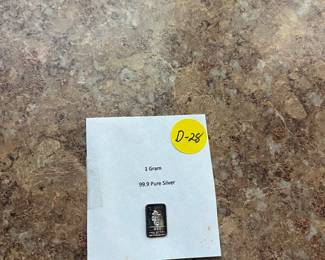 D-28
1 Gram
99.9 Pure Silver